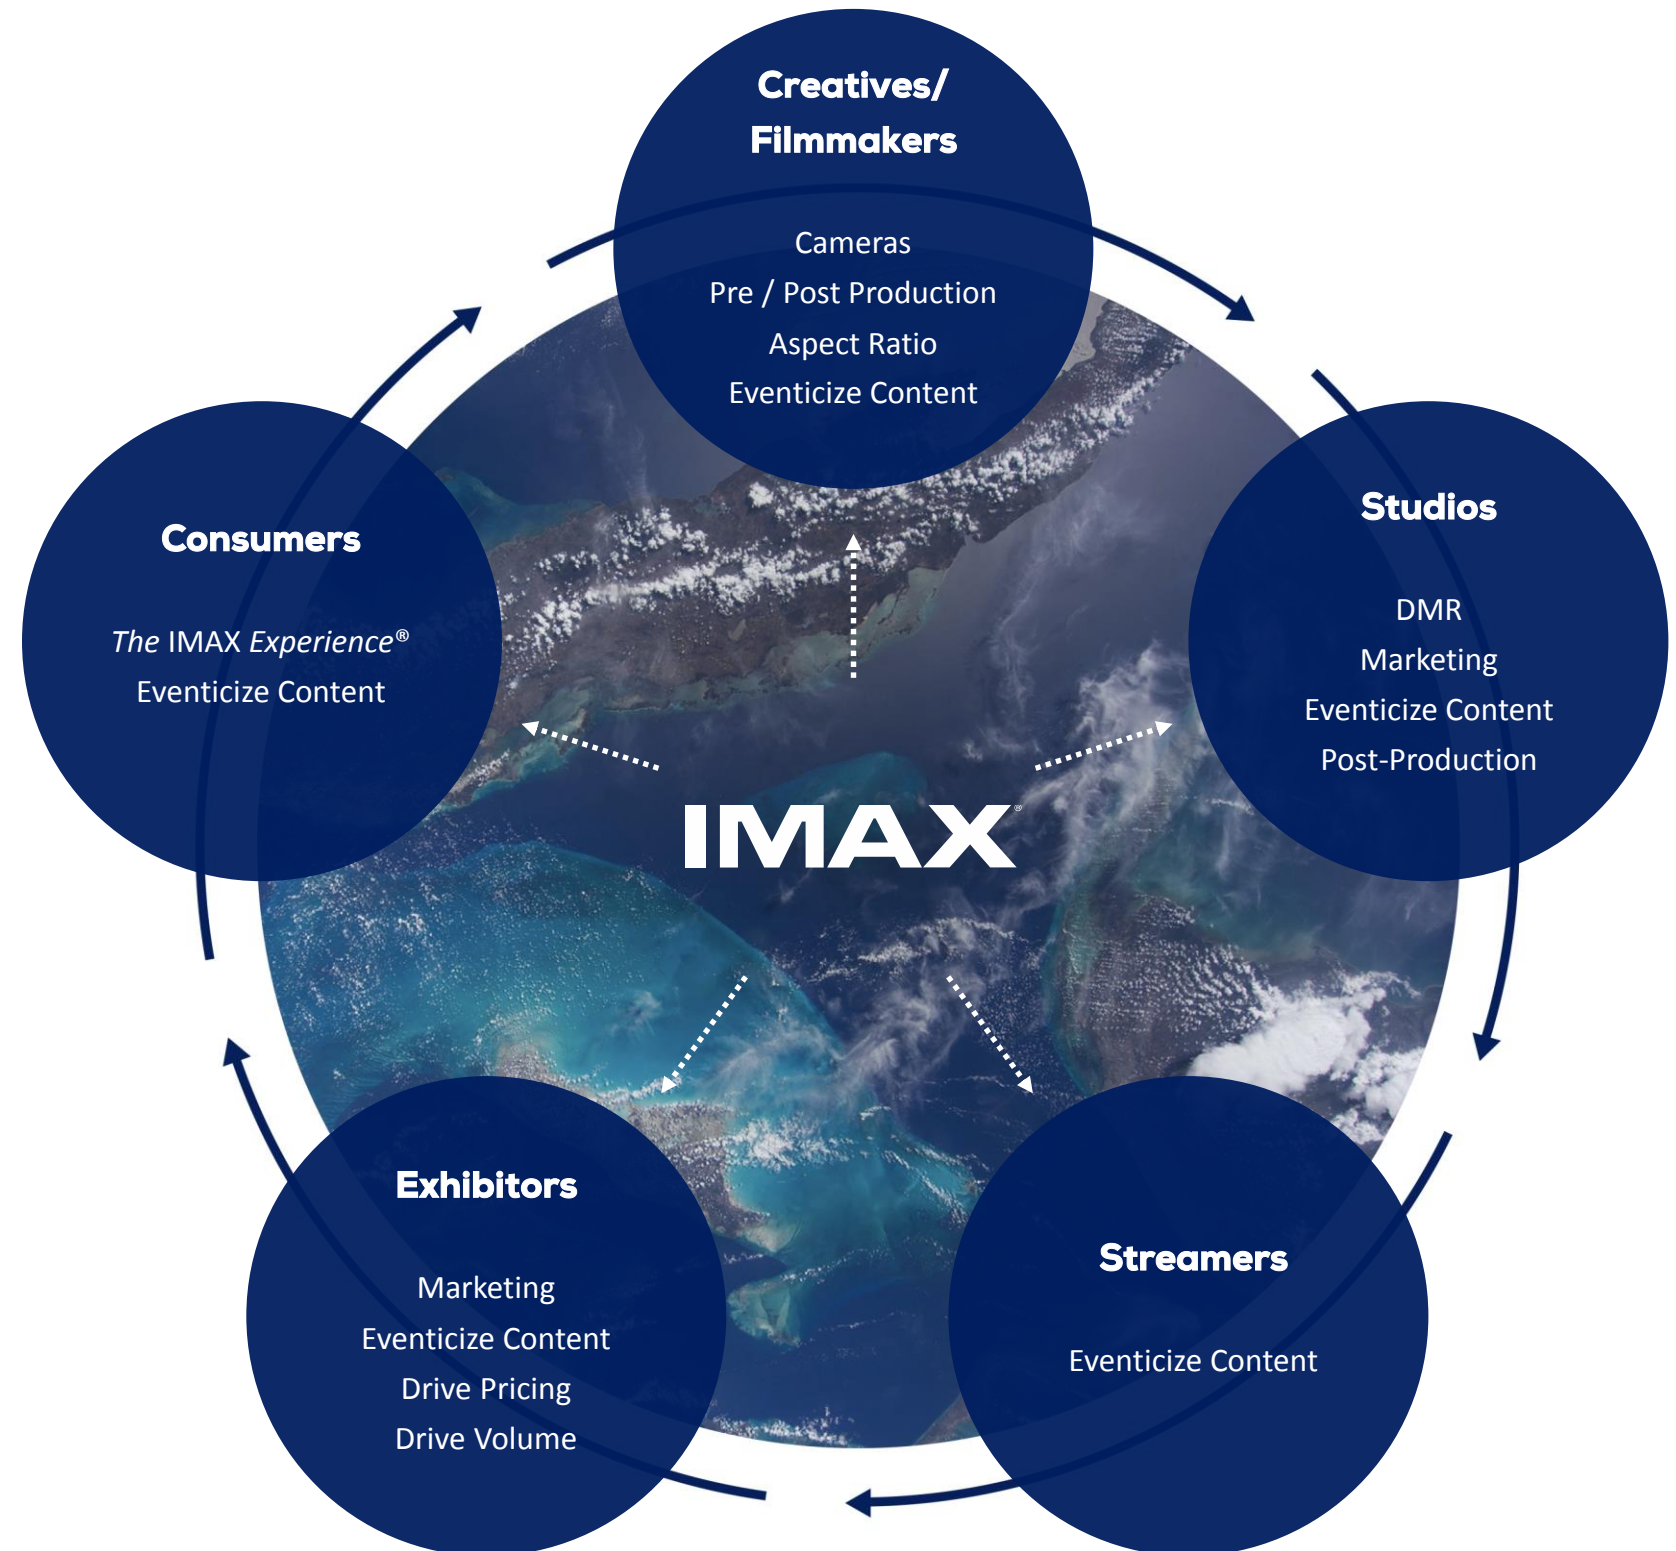 Creatives/
Filmmakers
Cameras
Pre / Post Production
Aspect Ratio
Eventicize Content
Studios
DMR
Marketing
Eventicize Content
Post-Production
Consumers
The IMAX Experience®
Eventicize Content
IMAX®
Exhibitors
Marketing
Eventicize Content
Drive Pricing
Drive Volume
Streamers
Eventicize Content